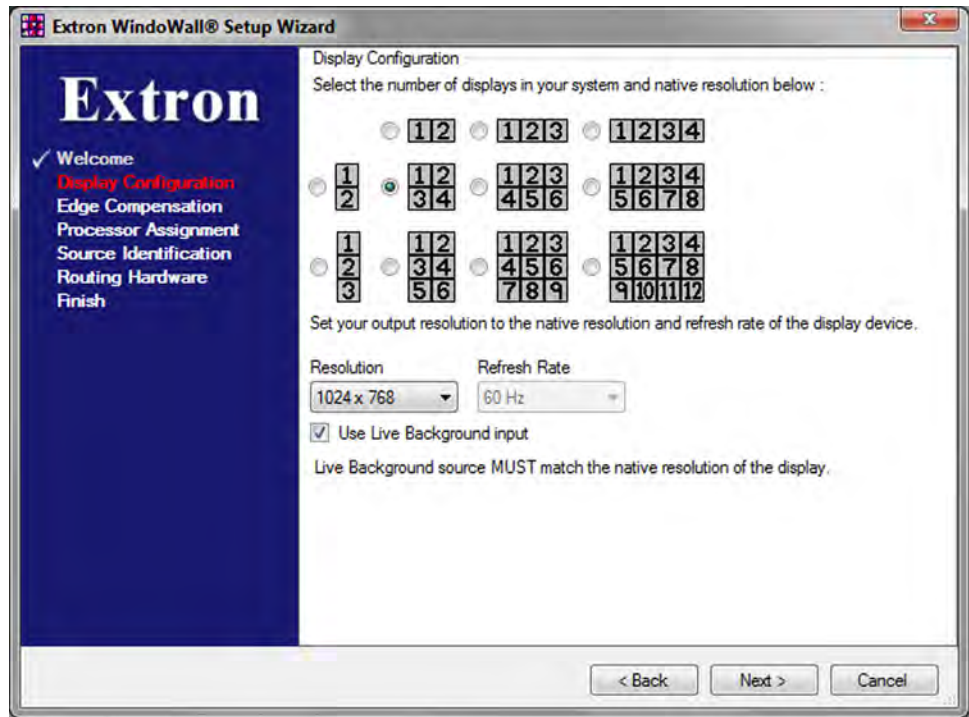 Extron WindoWall® Setup Wizard
Extron
Welcome
Display Configuration
Edge Compensation
Processor Assignment
Source Identification
Routing Hardware
Finish
Display Configuration
Select the number of displays in your system and native resolution below :
1 2
1 2 3
1 2 3 4
1
2
1 2
3 4
1 2 3
4 5 6
1 2 3 4
5 6 7 8
1
2
3
1 2
3 4
5 6
1 2 3
4 5 6
7 8 9
1 2 3 4
5 6 7 8
9 10 11 12
Set your output resolution to the native resolution and refresh rate of the display device.
Resolution
Refresh Rate
1024 x 768
60 Hz
Use Live Background input
Live Background source MUST match the native resolution of the display.
< Back
Next >
Cancel